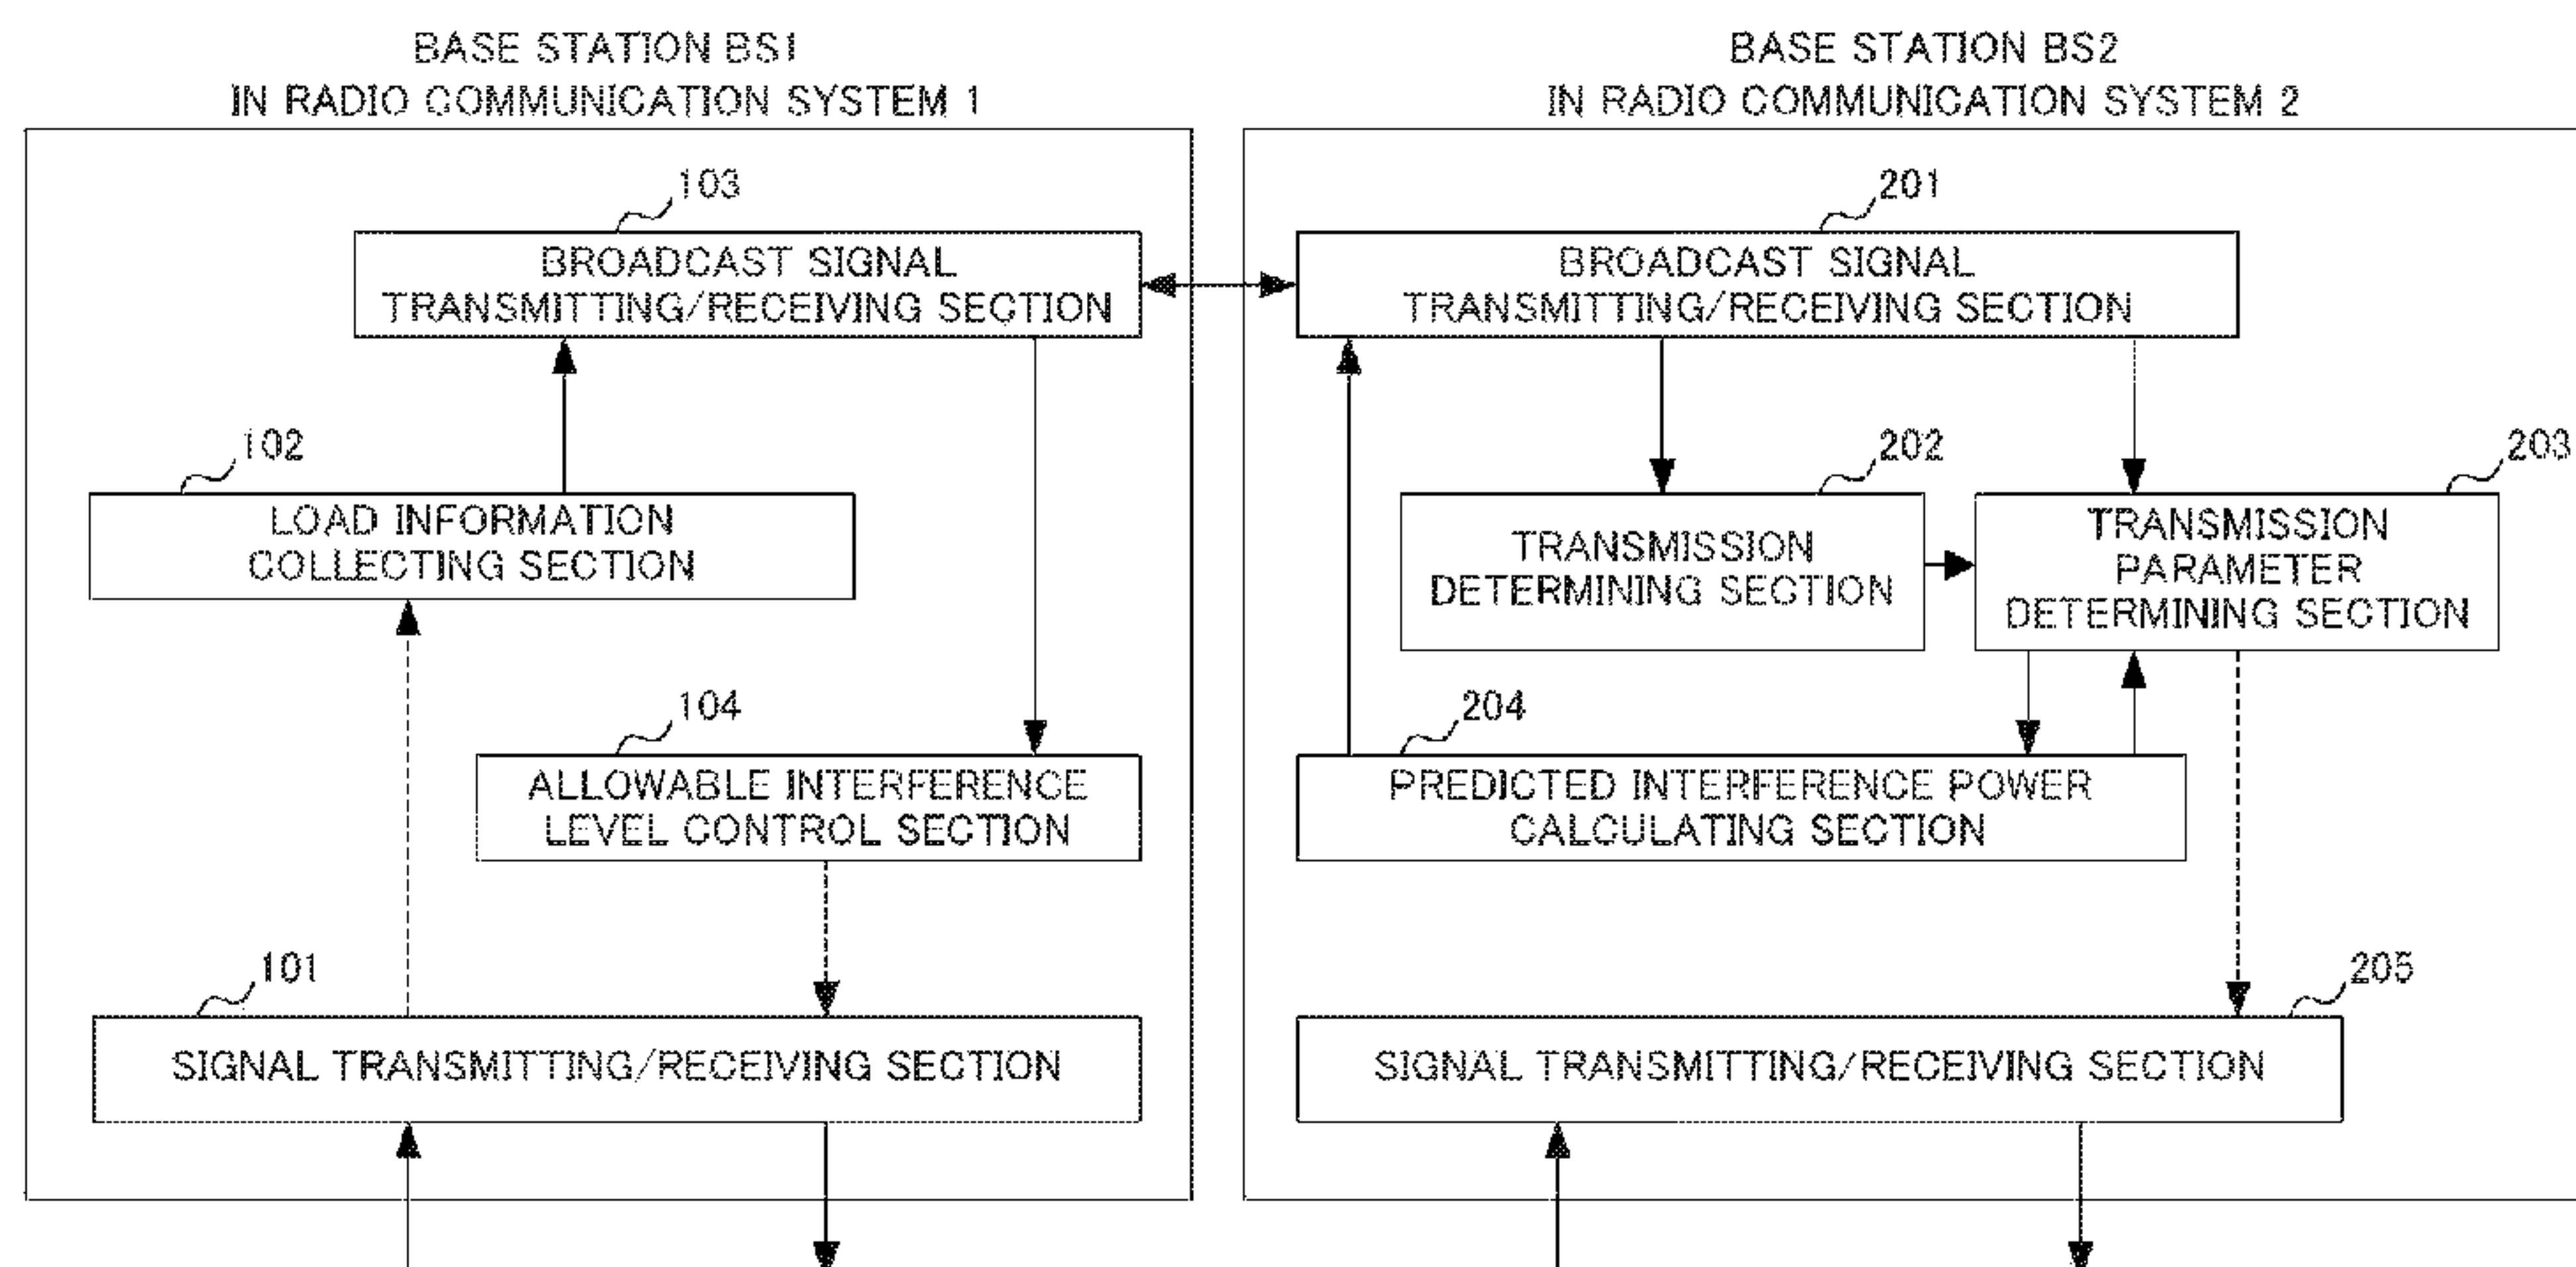 BASE STATION BS1
IN RADIO COMMUNICATION SYSTEM 1
103
BROADCAST SIGNAL
TRANSMITTING/RECEIVING SECTION
102
LOAD INFORMATION
COLLECTING SECTION
104
ALLOWABLE INTERFERENCE
LEVEL CONTROL SECTION
101
SIGNAL TRANSMITTING/RECEIVING SECTION
BASE STATION BS2
IN RADIO COMMUNICATION SYSTEM 2
201
BROADCAST SIGNAL
TRANSMITTING/RECEIVING SECTION
202
TRANSMISSION
DETERMINING SECTION
203
TRANSMISSION
PARAMETER
DETERMINING SECTION
204
PREDICTED INTERFERENCE POWER
CALCULATING SECTION
205
SIGNAL TRANSMITTING/RECEIVING SECTION